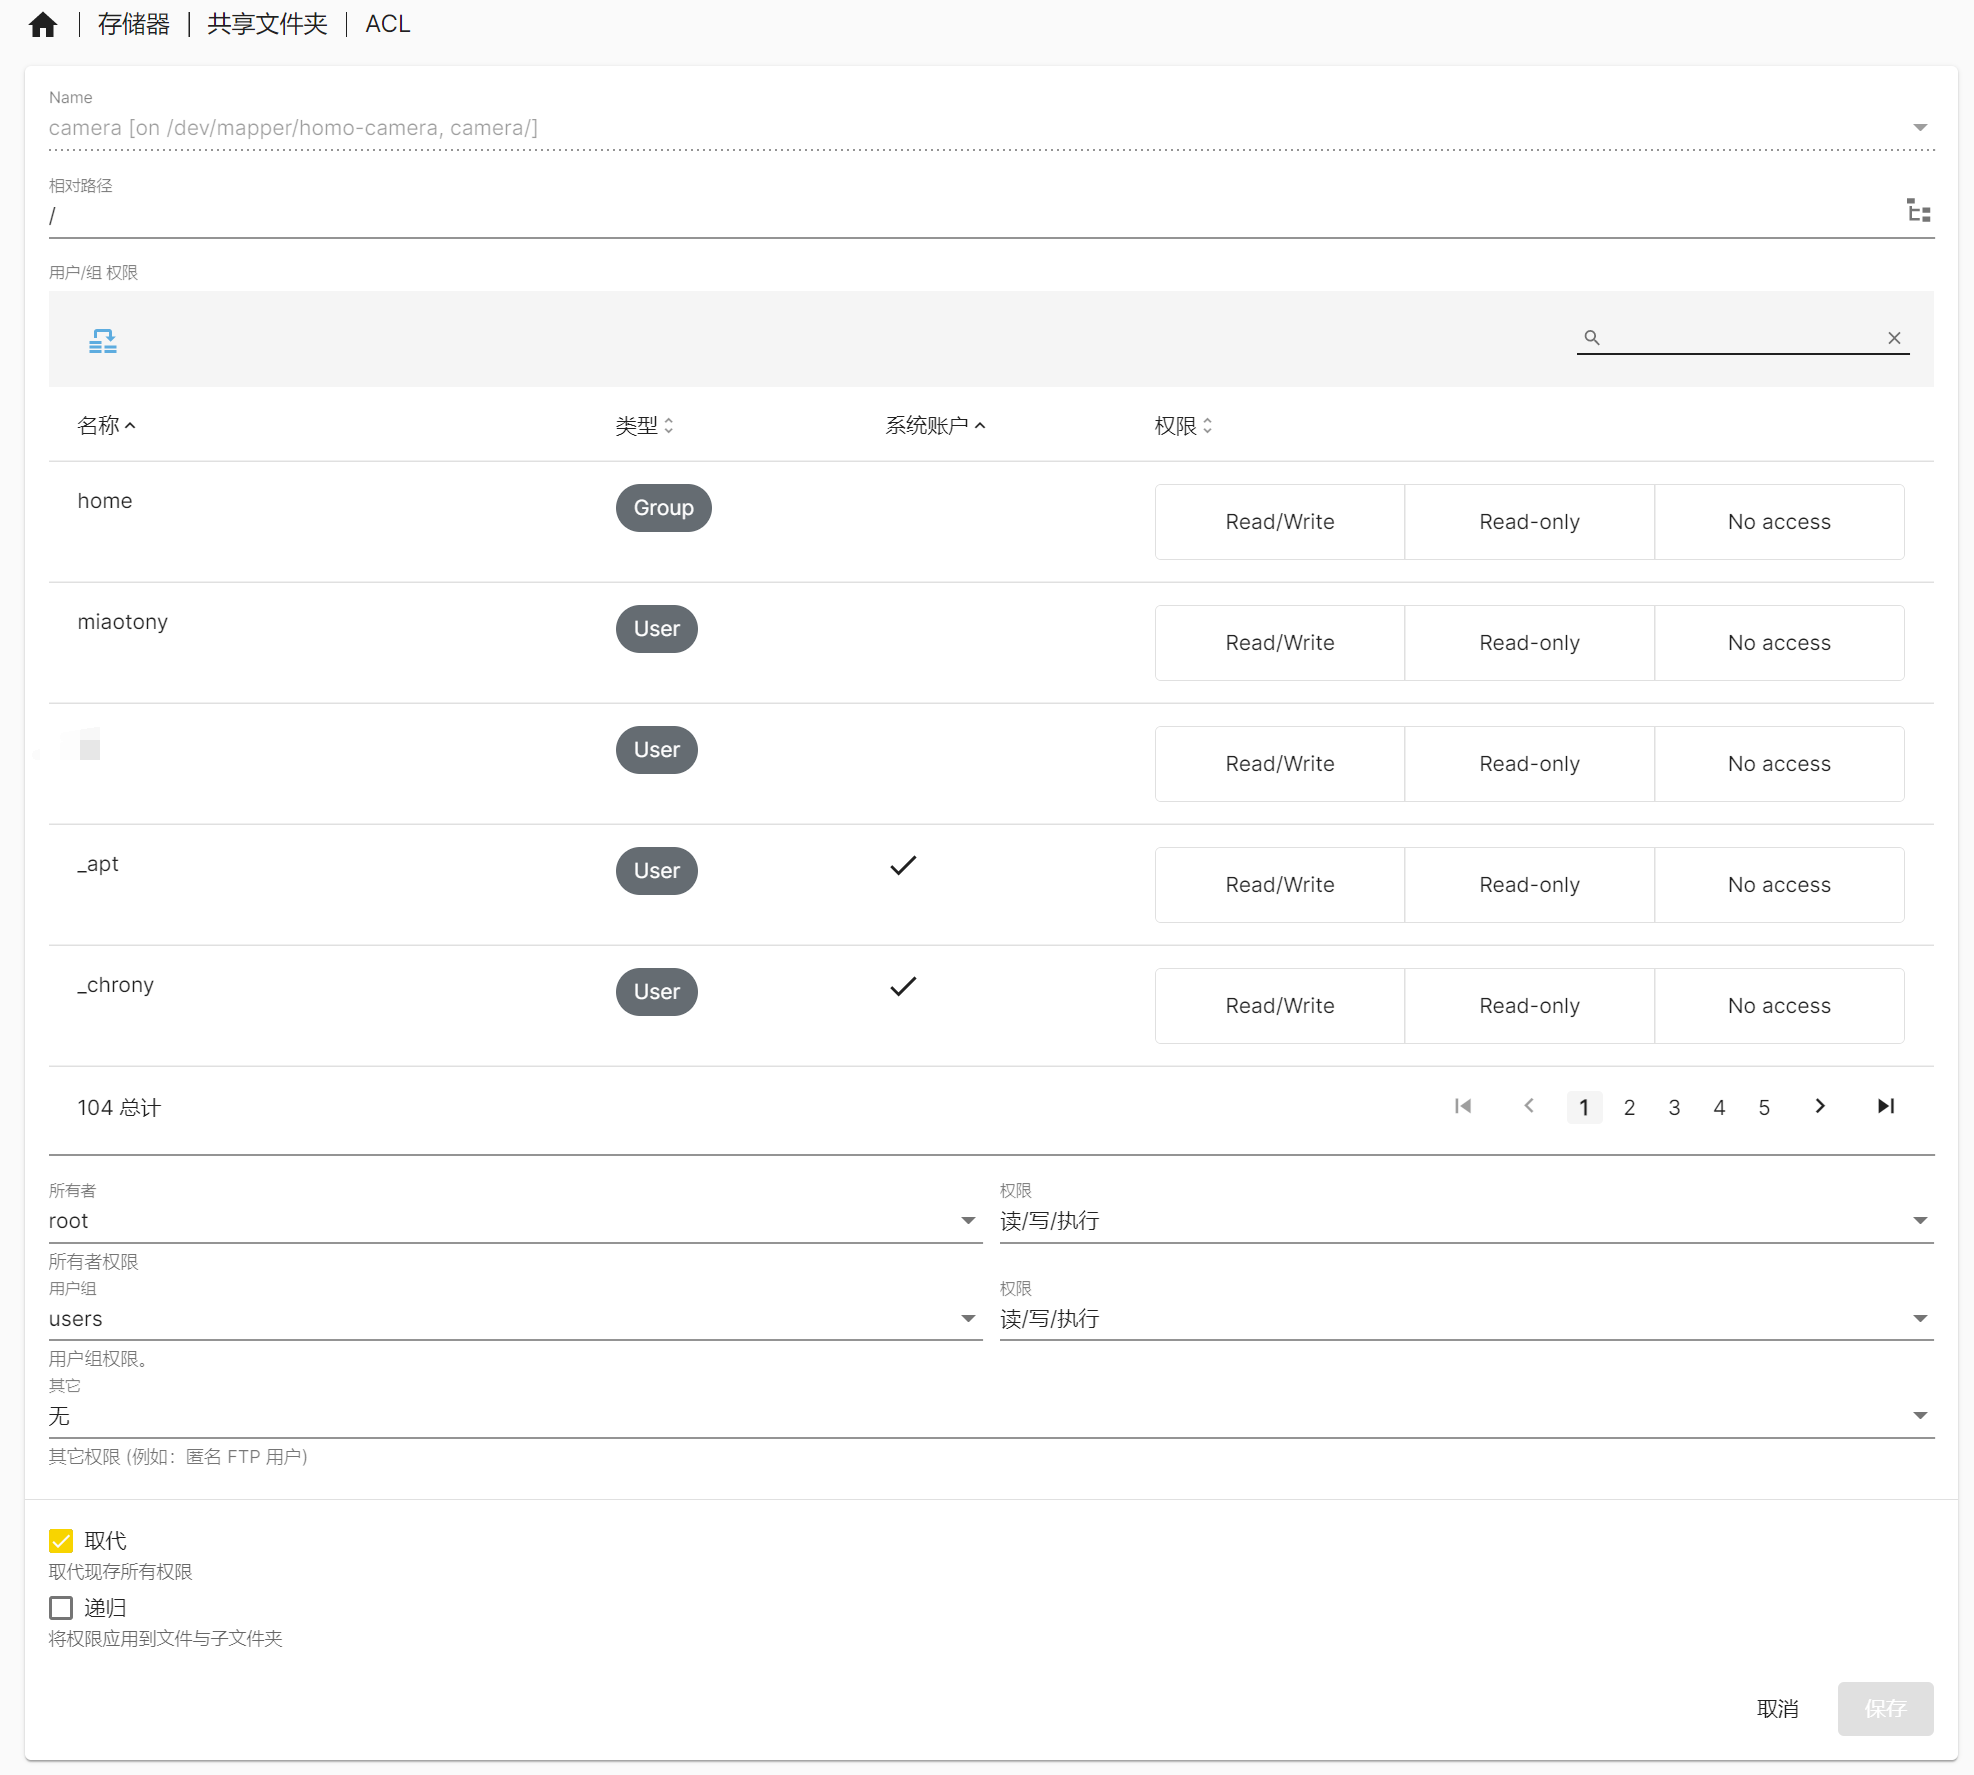 存储器 | 共享文件夹 | ACL
Name
camera [on /dev/mapper/homo-camera, camera/]
相对路径
/
用户/组 权限
名称 类型 系统账户 权限
home Group Read/Write Read-only No access
miaotony User Read/Write Read-only No access
User Read/Write Read-only No access
_apt User Read/Write Read-only No access
_chrony User Read/Write Read-only No access
104 总计 1 2 3 4 5
所有者 权限
root 读/写/执行
所有者权限
用户组 权限
users 读/写/执行
用户组权限。
其它
无
其它权限 (例如：匿名 FTP 用户)
取代
取代现存所有权限
递归
将权限应用到文件与子文件夹
取消 保存